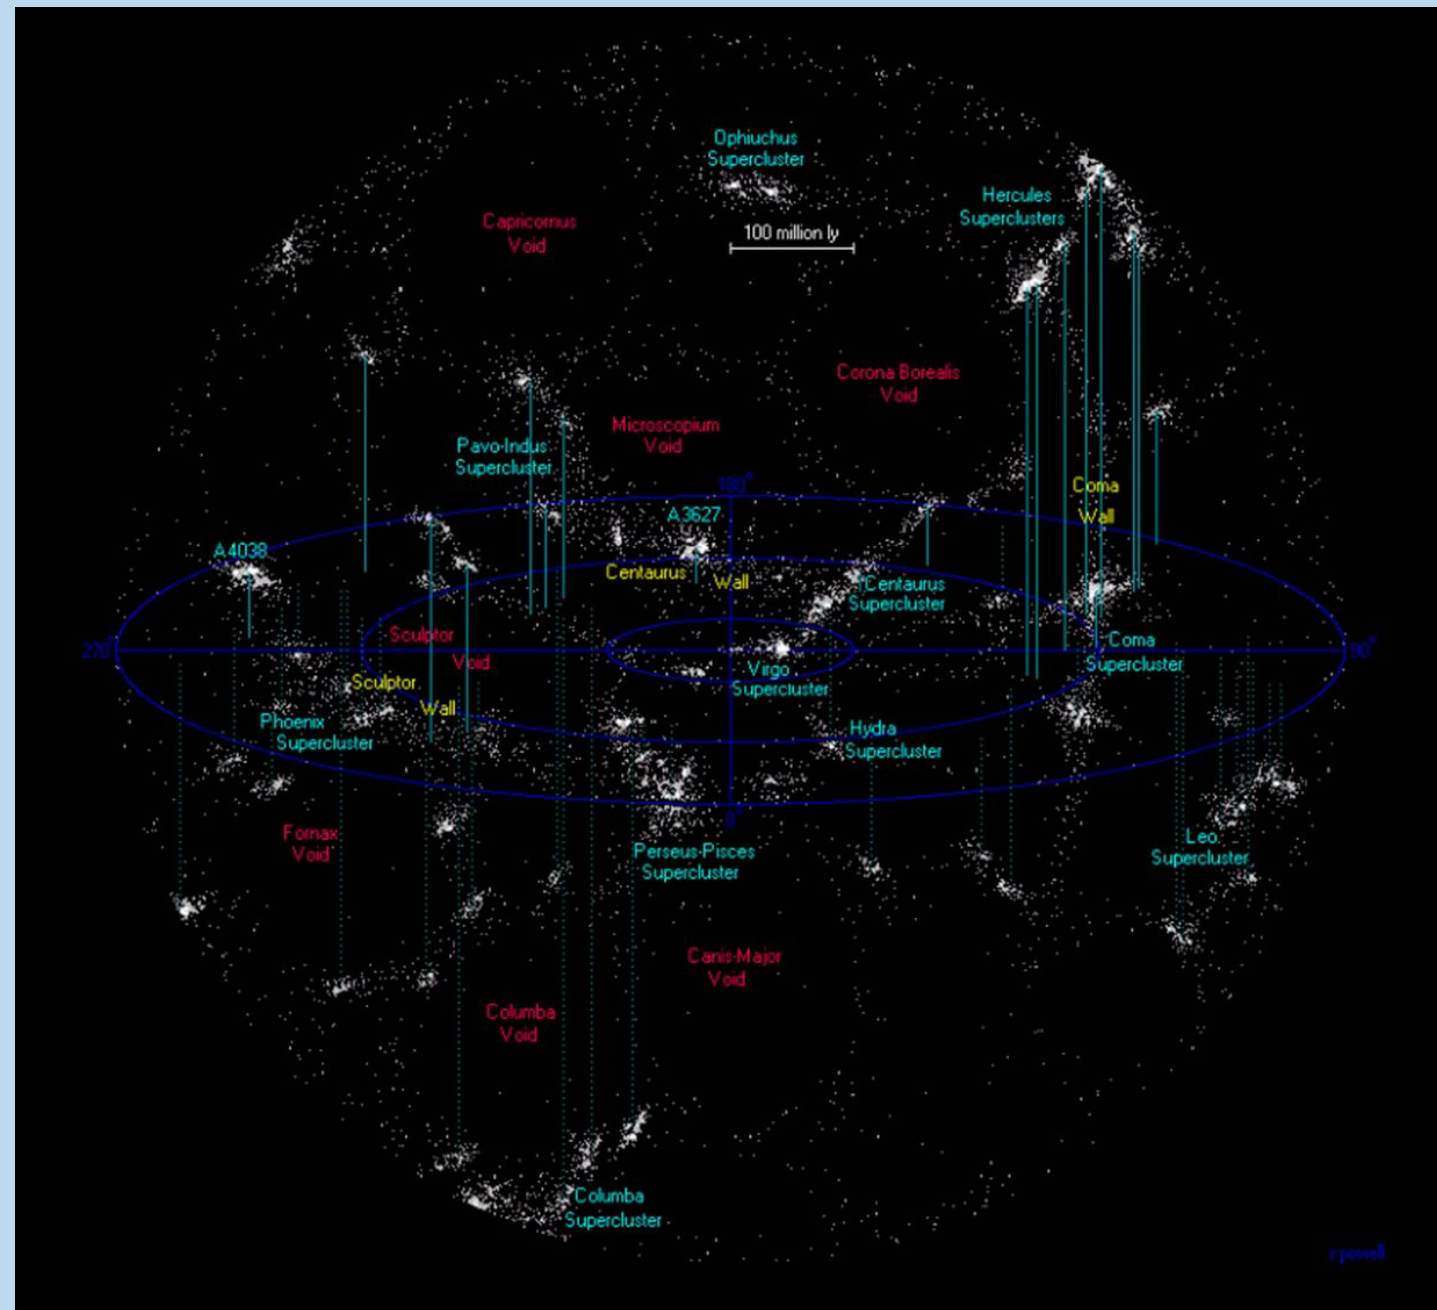 Ophiuchus
Supercluster
Hercules
Superclusters
Capricornus
Void
100 million ly
Corona Borealis
Void
Microscopium
Void
Pavo-Indus
Supercluster
180°
Coma
Wall
A3627
A4038
Centaurus
Wall
Centaurus
Supercluster
Sculptor
Void
Coma
Supercluster
270°
90°
Virgo
Supercluster
Sculptor
Wall
Phoenix
Supercluster
Hydra
Supercluster
0°
Fornax
Void
Perseus-Pisces
Supercluster
Leo
Supercluster
Canis-Major
Void
Columba
Void
Columba
Supercluster
r powell